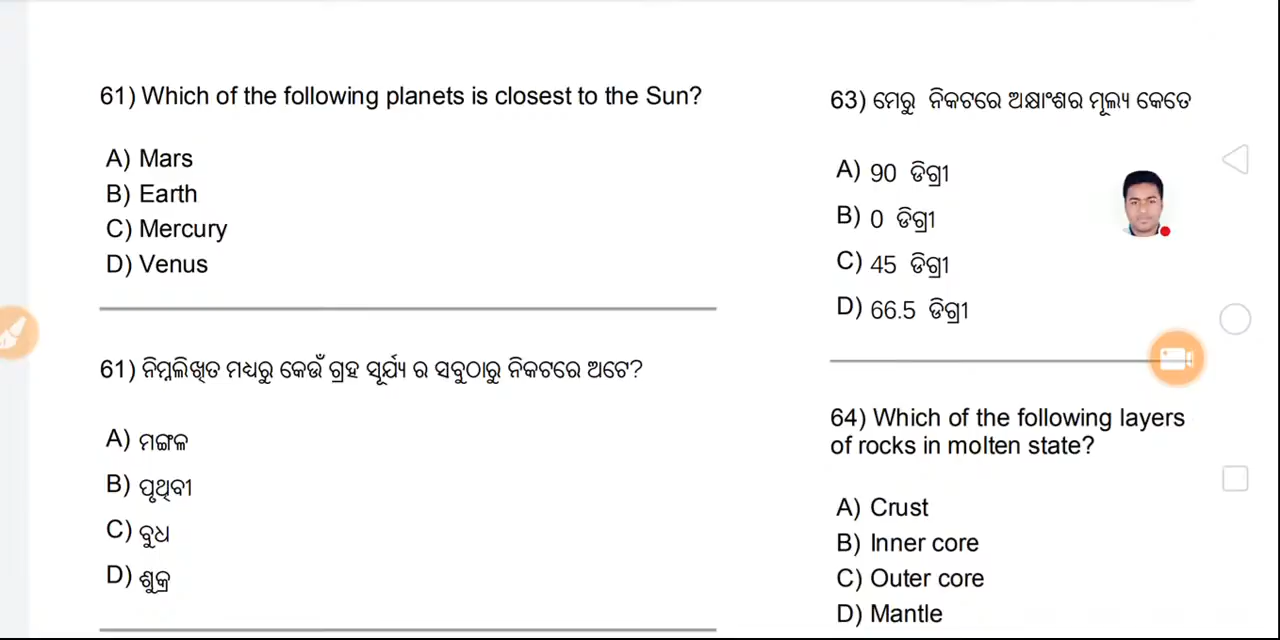 61) Which of the following planets is closest to the Sun?
A) Mars
B) Earth
C) Mercury
D) Venus
61) ନିମ୍ନଲିଖିତ ମଧ୍ୟରୁ କେଉଁ ଗ୍ରହ ସୂର୍ଯ୍ୟ ର ସବୁଠାରୁ ନିକଟରେ ଅଟେ?
A) ମଙ୍ଗଳ
B) ପୃଥିବୀ
C) ବୁଧ
D) ଶୁକ୍ର
63) ମେରୁ ନିକଟରେ ଅକ୍ଷାଂଶର ମୂଲ୍ୟ କେତେ
A) 90 ଡିଗ୍ରୀ
B) 0 ଡିଗ୍ରୀ
C) 45 ଡିଗ୍ରୀ
D) 66.5 ଡିଗ୍ରୀ
64) Which of the following layers
of rocks in molten state?
A) Crust
B) Inner core
C) Outer core
D) Mantle